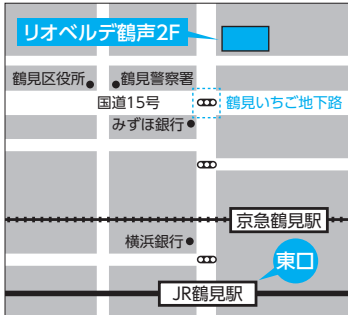 リオベルデ鶴声2F
鶴見区役所
鶴見警察署
国道15号
鶴見いちご地下路
みずほ銀行
京急鶴見駅
横浜銀行
東口
JR鶴見駅